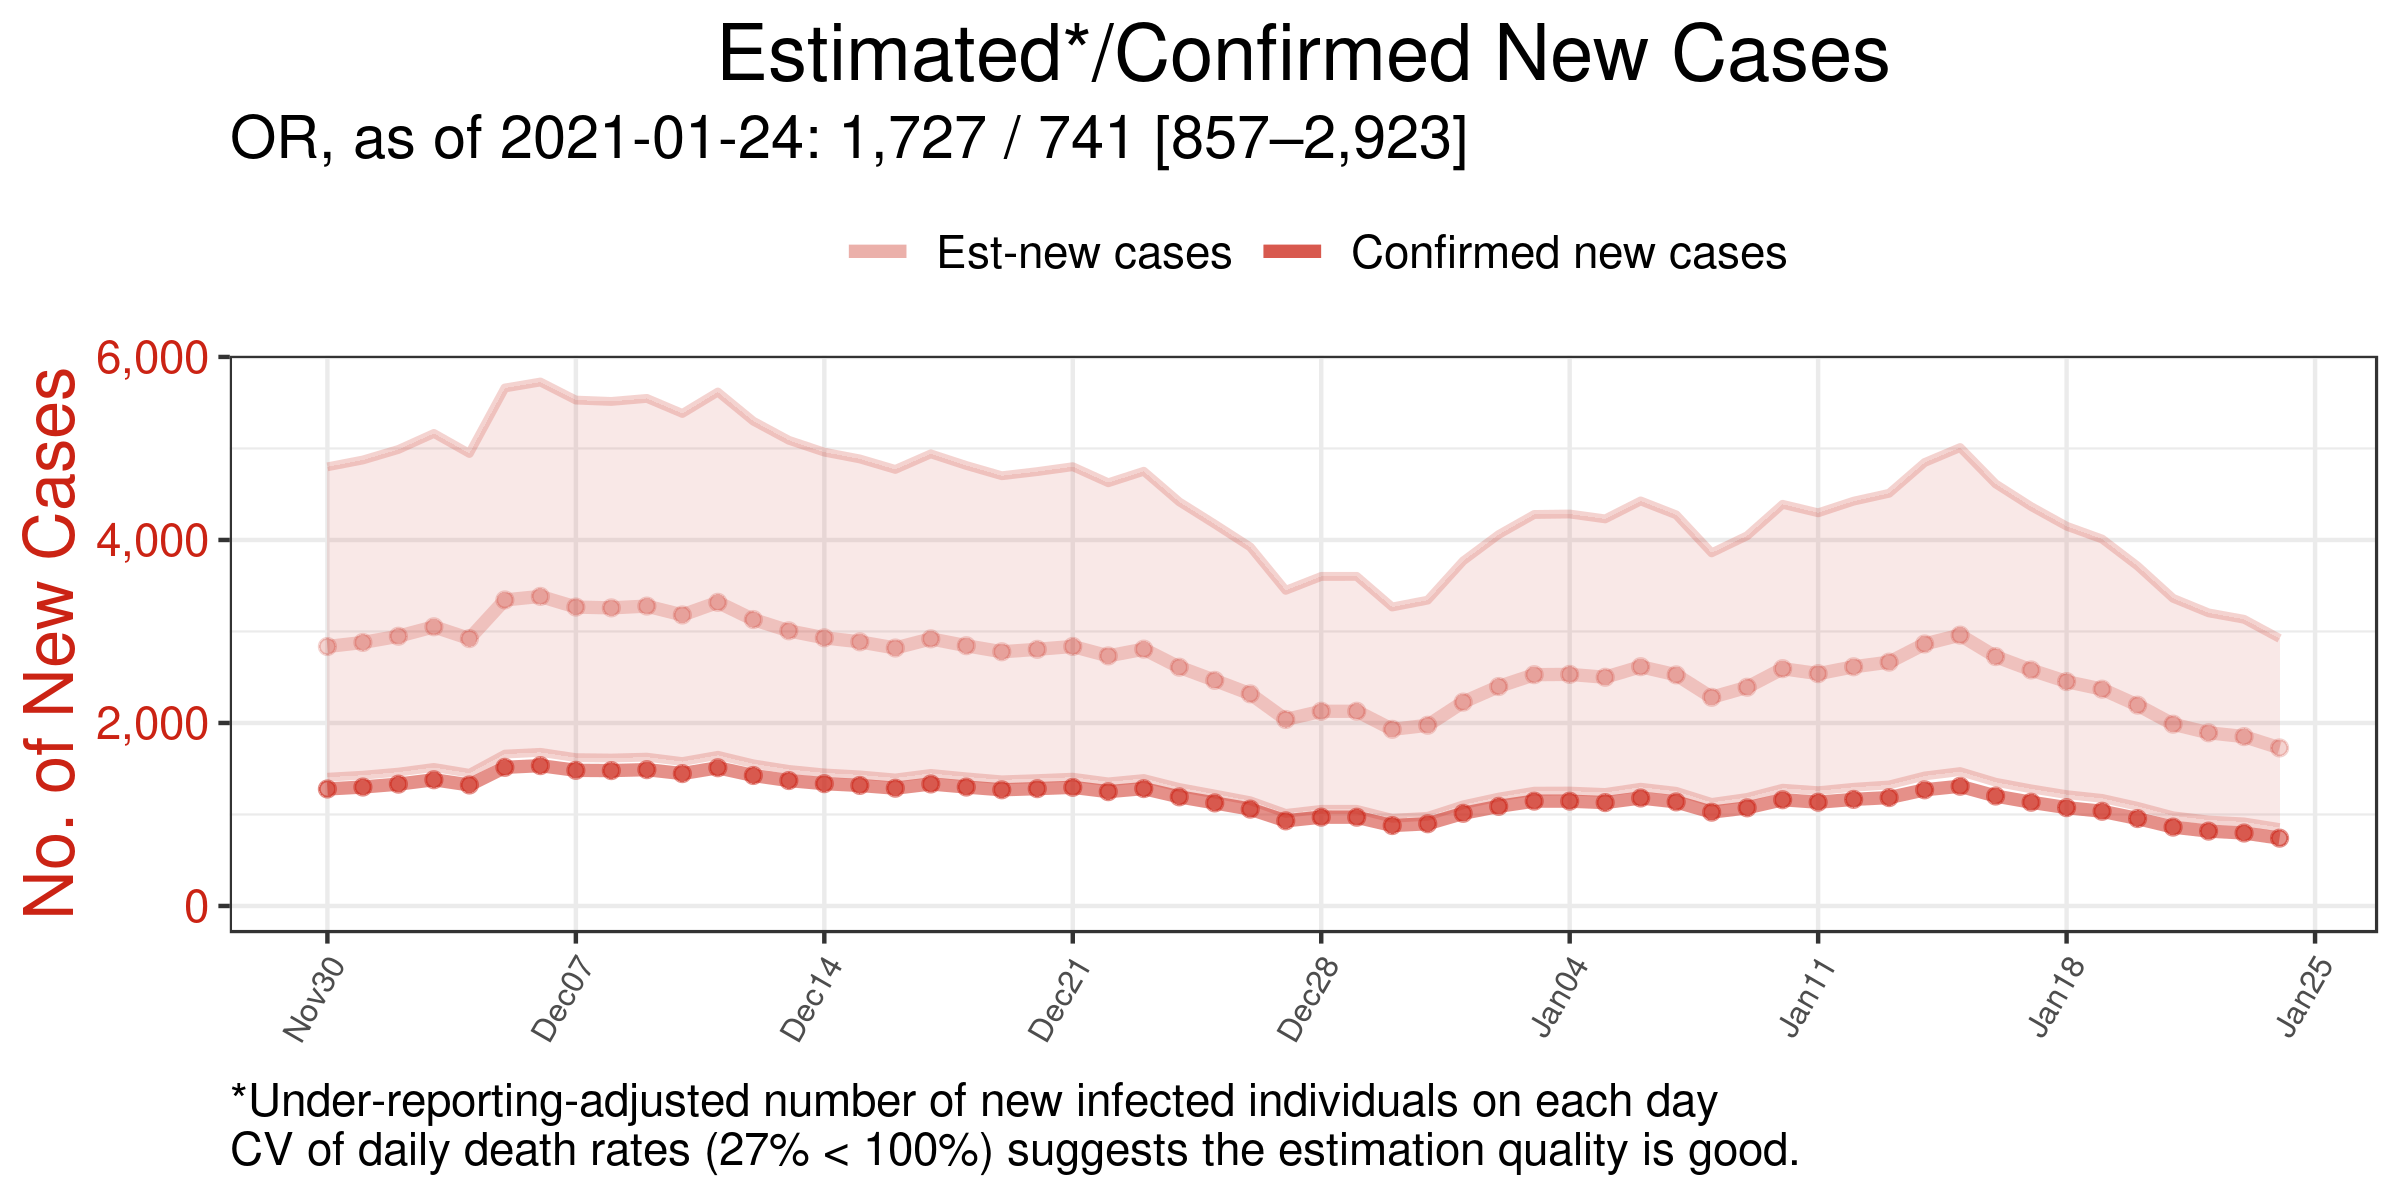 Estimated*/Confirmed New Cases
OR, as of 2021-01-24: 1,727 / 741 [857–2,923]
Est-new cases
Confirmed new cases
No. of New Cases
6,000
4,000
2,000
0
Nov30
Dec07
Dec14
Dec21
Dec28
Jan04
Jan11
Jan18
Jan25
*Under-reporting-adjusted number of new infected individuals on each day
CV of daily death rates (27% < 100%) suggests the estimation quality is good.